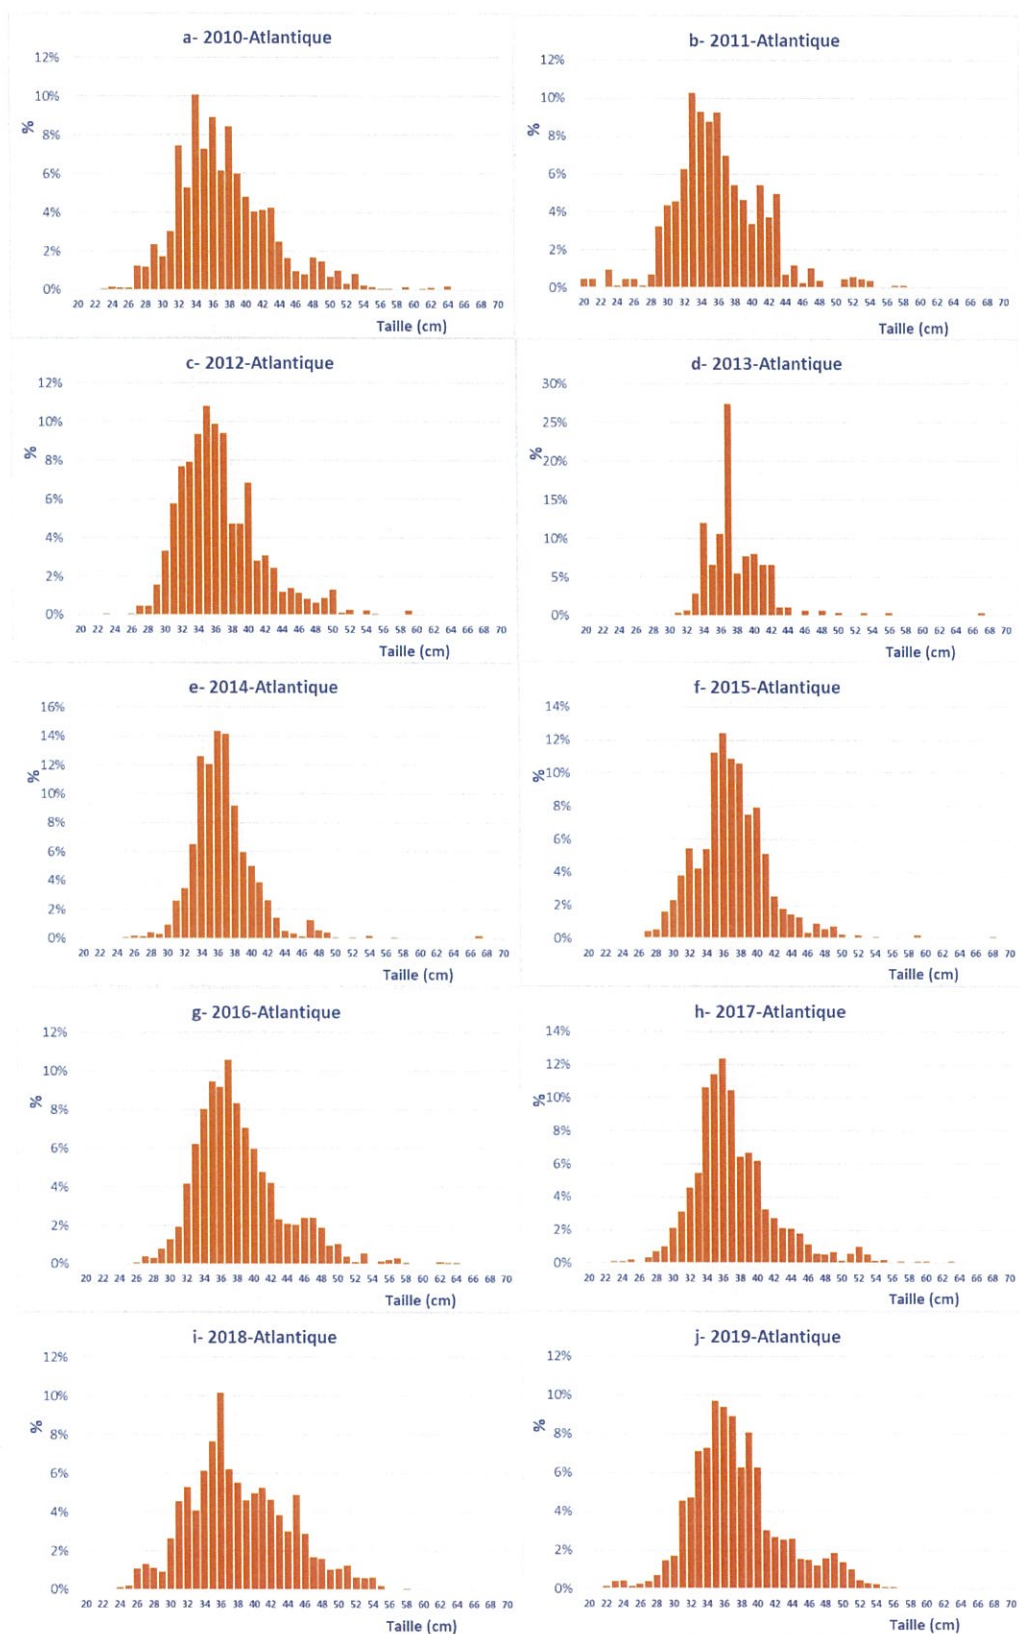 a- 2010-Atlantique
12%
10%
%
8%
6%
4%
2%
0%
20 22 24 26 28 30 32 34 36 38 40 42 44 46 48 50 52 54 56 58 60 62 64 66 68 70
Taille (cm)
b- 2011-Atlantique
12%
10%
%
8%
6%
4%
2%
0%
20 22 24 26 28 30 32 34 36 38 40 42 44 46 48 50 52 54 56 58 60 62 64 66 68 70
Taille (cm)
c- 2012-Atlantique
12%
10%
%
8%
6%
4%
2%
0%
20 22 24 26 28 30 32 34 36 38 40 42 44 46 48 50 52 54 56 58 60 62 64 66 68 70
Taille (cm)
d- 2013-Atlantique
30%
25%
%
20%
15%
10%
5%
0%
20 22 24 26 28 30 32 34 36 38 40 42 44 46 48 50 52 54 56 58 60 62 64 66 68 70
Taille (cm)
e- 2014-Atlantique
16%
14%
12%
%
10%
8%
6%
4%
2%
0%
20 22 24 26 28 30 32 34 36 38 40 42 44 46 48 50 52 54 56 58 60 62 64 66 68 70
Taille (cm)
f- 2015-Atlantique
14%
12%
%
10%
8%
6%
4%
2%
0%
20 22 24 26 28 30 32 34 36 38 40 42 44 46 48 50 52 54 56 58 60 62 64 66 68 70
Taille (cm)
g- 2016-Atlantique
12%
10%
%
8%
6%
4%
2%
0%
20 22 24 26 28 30 32 34 36 38 40 42 44 46 48 50 52 54 56 58 60 62 64 66 68 70
Taille (cm)
h- 2017-Atlantique
14%
12%
%
10%
8%
6%
4%
2%
0%
20 22 24 26 28 30 32 34 36 38 40 42 44 46 48 50 52 54 56 58 60 62 64 66 68 70
Taille (cm)
i- 2018-Atlantique
12%
10%
%
8%
6%
4%
2%
0%
20 22 24 26 28 30 32 34 36 38 40 42 44 46 48 50 52 54 56 58 60 62 64 66 68 70
Taille (cm)
j- 2019-Atlantique
12%
10%
%
8%
6%
4%
2%
0%
20 22 24 26 28 30 32 34 36 38 40 42 44 46 48 50 52 54 56 58 60 62 64 66 68 70
Taille (cm)